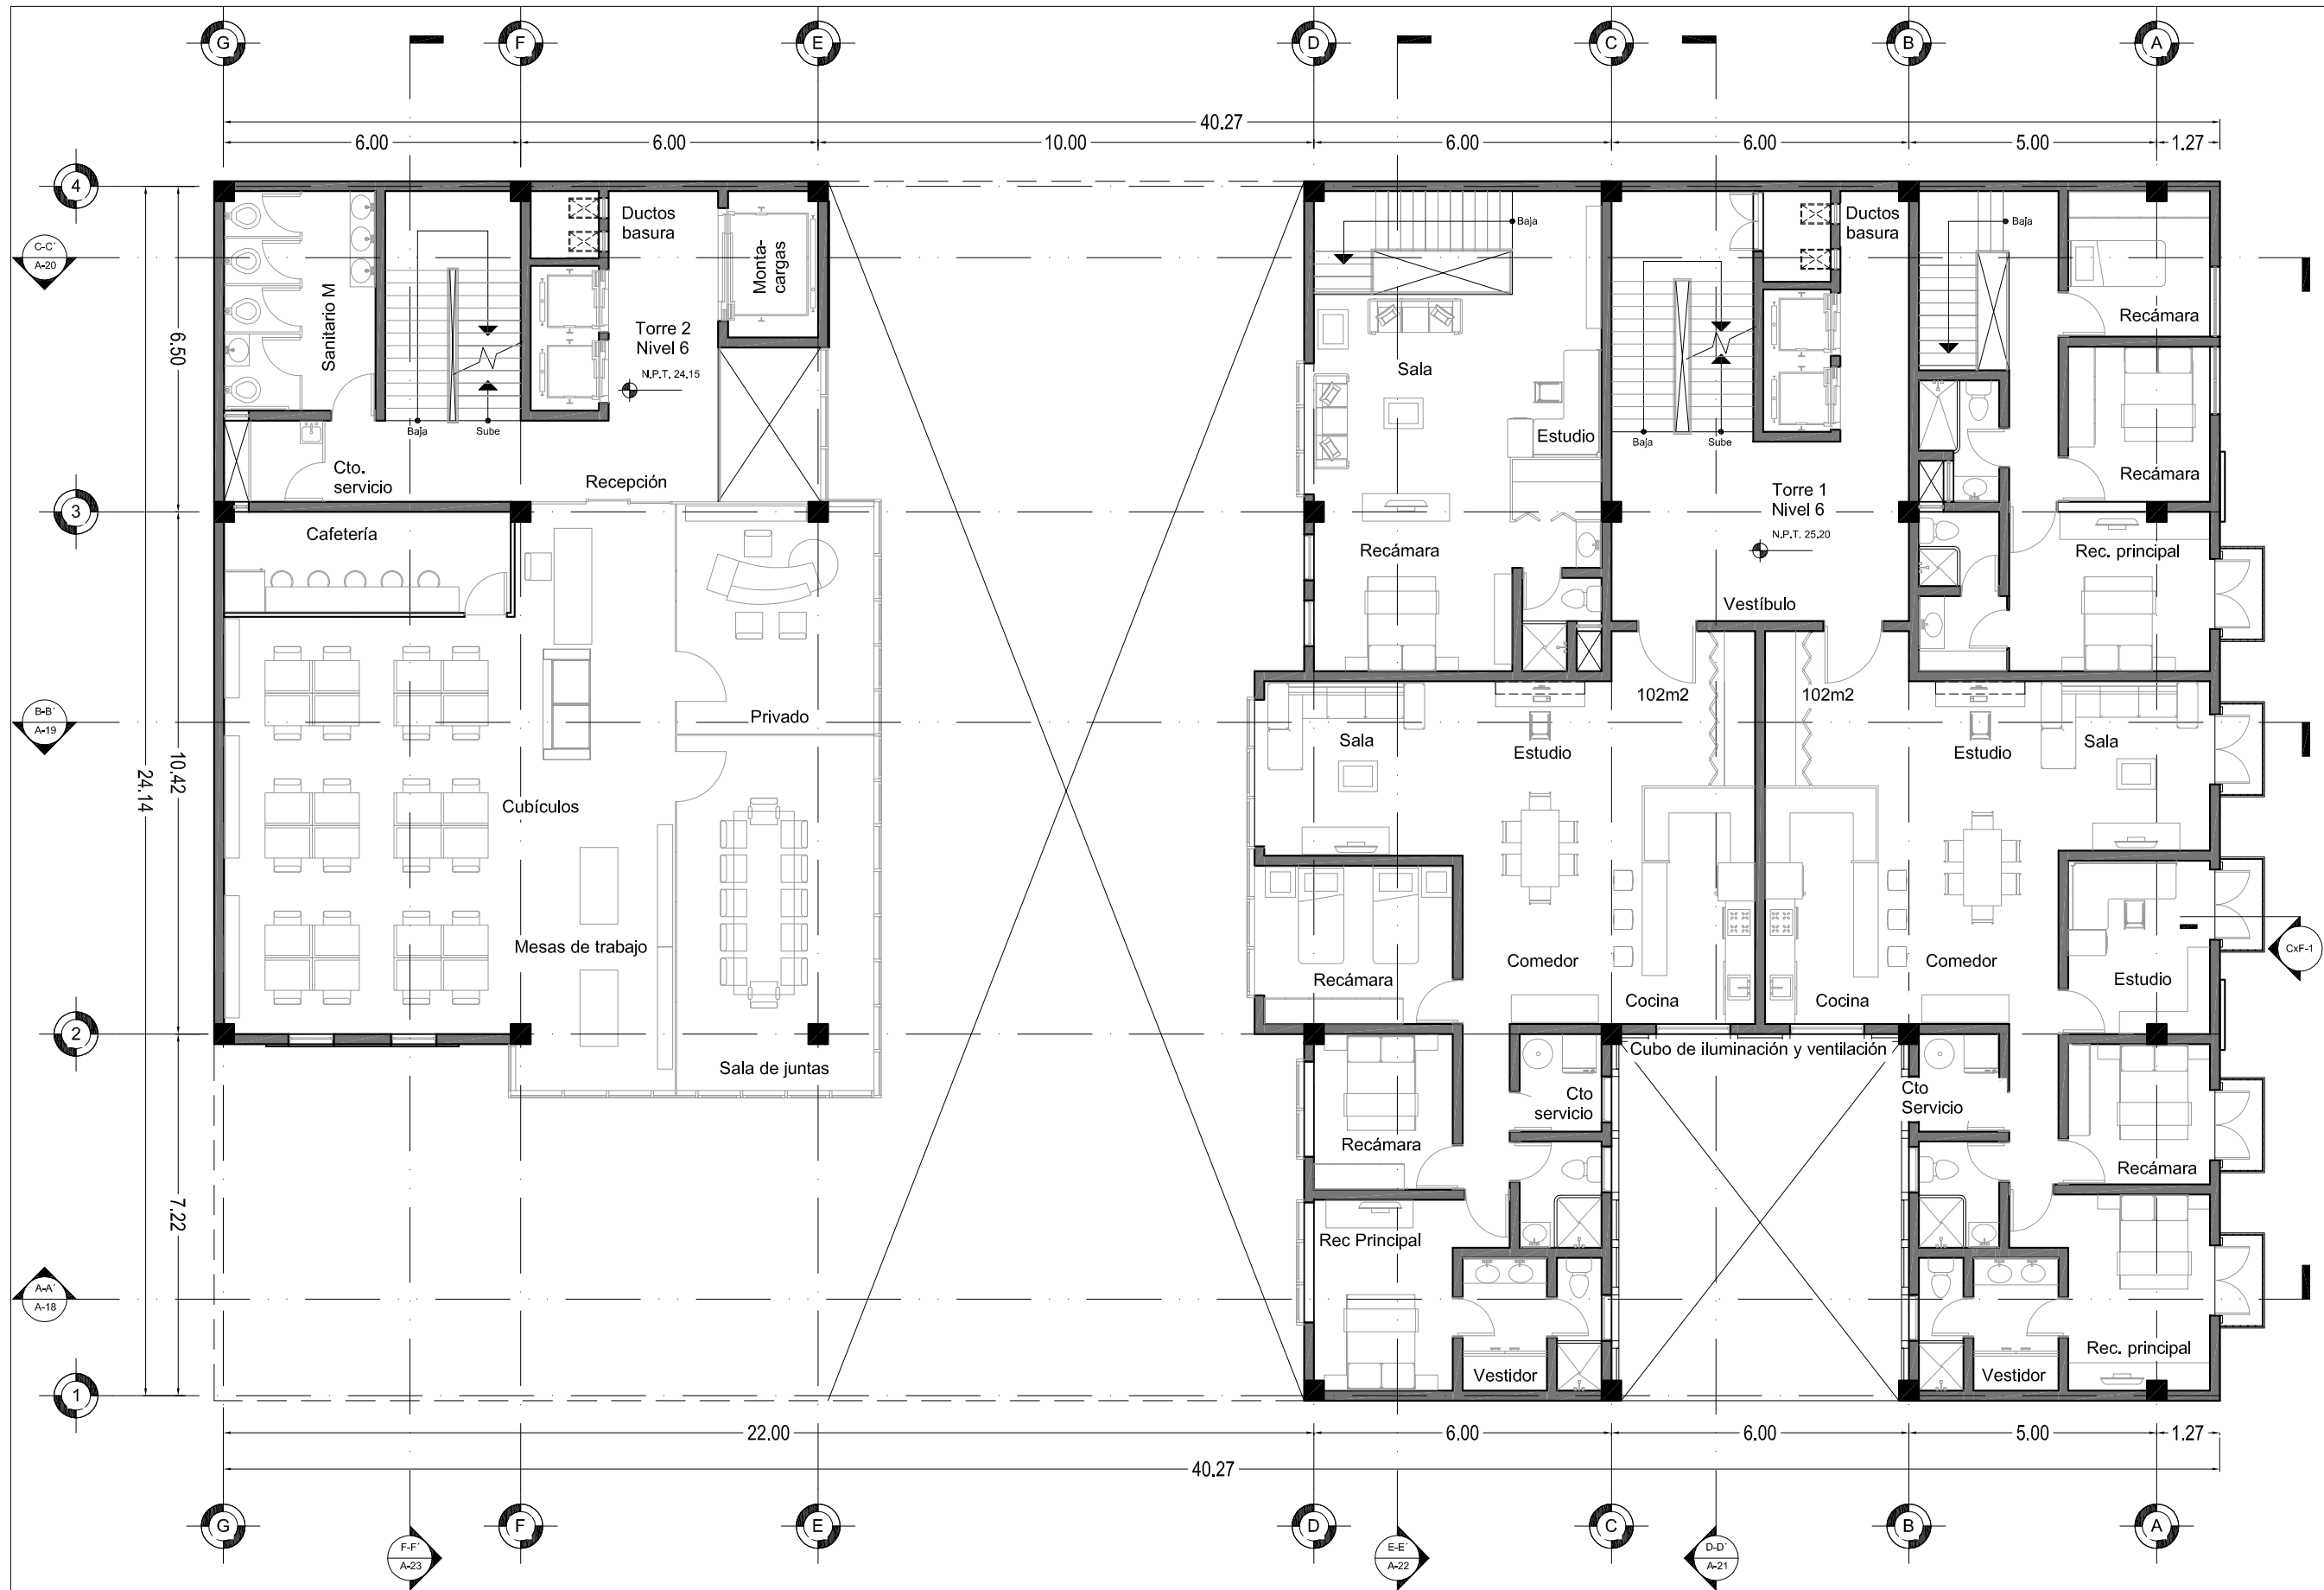 G F E D C B A
40.27
6.00 6.00 10.00 6.00 6.00 5.00 1.27
4
C-C'
A-20
6.50
Sanitario M
Ductos
basura
Monta-
cargas
Torre 2
Nivel 6
N.P.T. 24.15
Baja
Sube
Cto.
servicio
Recepción
3
Cafetería
Baja
Sala
Estudio
Baja
Sube
Ductos
basura
Baja
Recámara
Recámara
Torre 1
Nivel 6
N.P.T. 25.20
Recámara
Vestíbulo
Rec. principal
B-B'
A-19
24.14
10.42
Privado
Cubículos
Mesas de trabajo
Sala de juntas
102m2
102m2
Sala
Estudio
Estudio
Sala
Recámara
Comedor
Cocina
Cocina
Comedor
Estudio
CxF-1
2
Cubo de iluminación y ventilación
Cto
servicio
Cto
Servicio
Recámara
Recámara
7.22
Rec Principal
Vestidor
Vestidor
Rec. principal
A-A'
A-18
1
22.00 6.00 6.00 5.00 1.27
40.27
G F E D C B A
F-F'
A-23
E-E'
A-22
D-D'
A-21